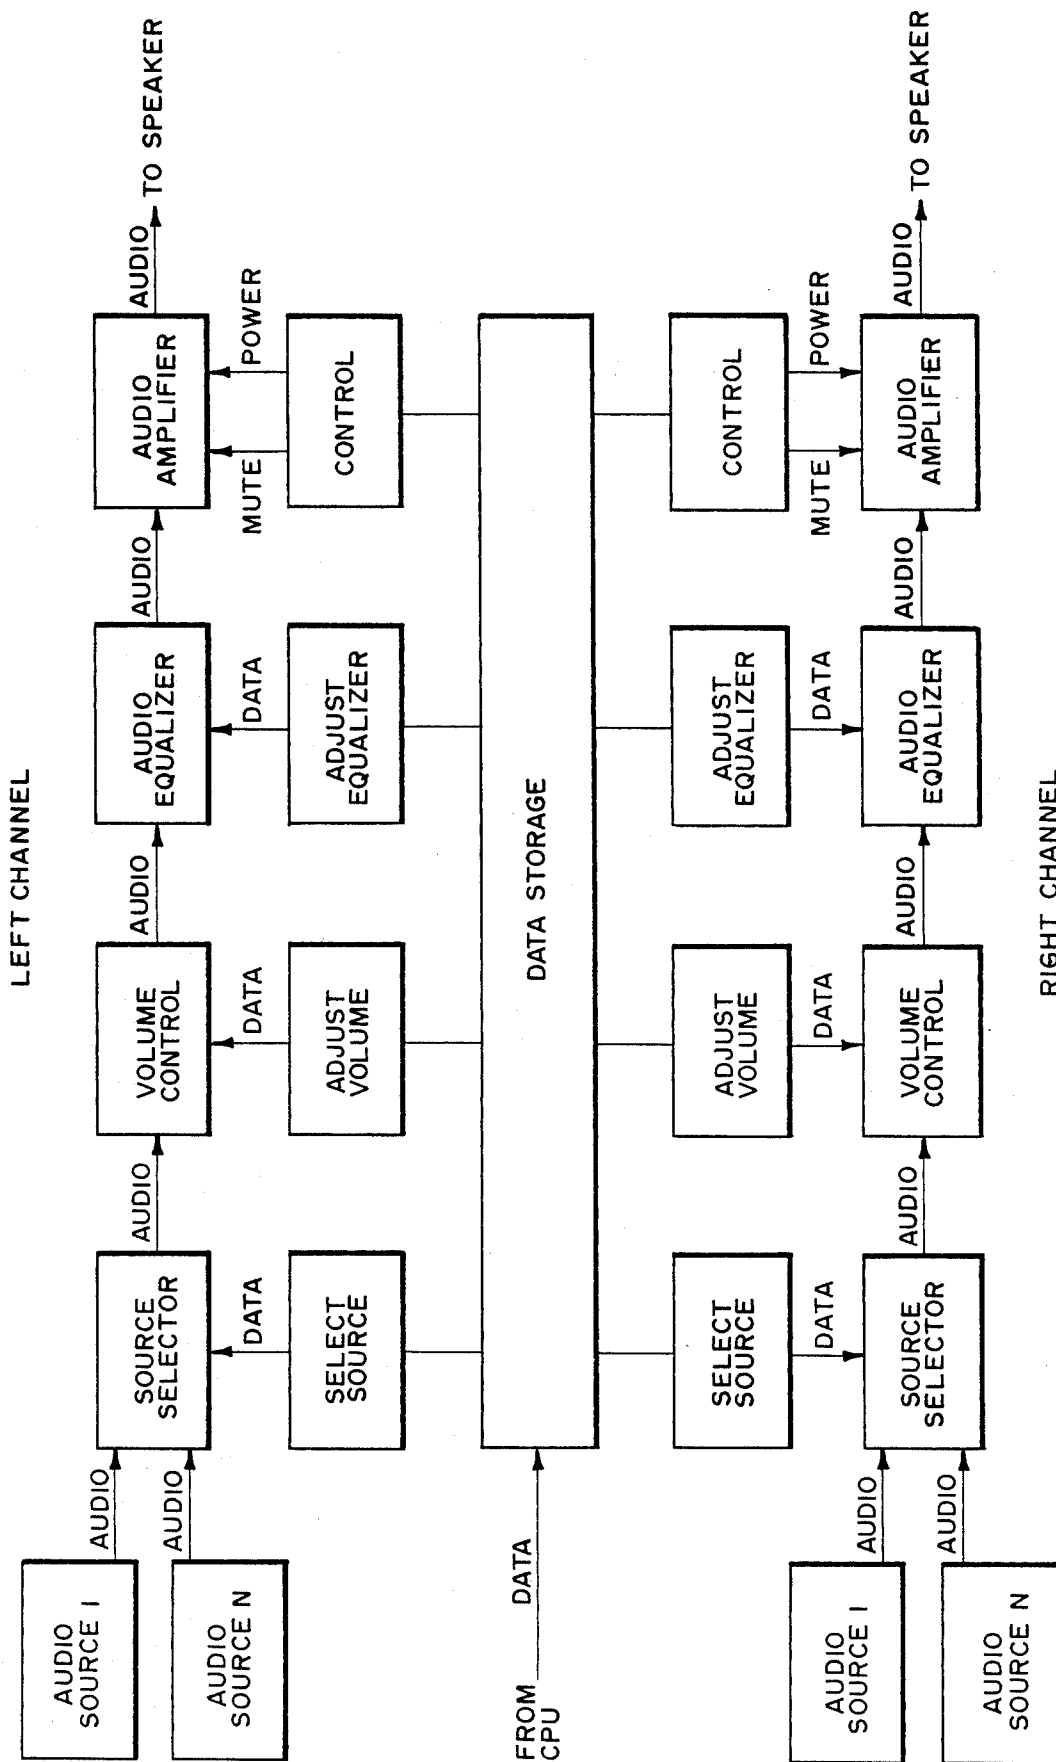 LEFT CHANNEL
AUDIO
SOURCE 1
AUDIO
SOURCE N
AUDIO
AUDIO
SOURCE
SELECTOR
AUDIO
VOLUME
CONTROL
AUDIO
AUDIO
EQUALIZER
AUDIO
AUDIO
AMPLIFIER
AUDIO
TO SPEAKER
DATA
DATA
DATA
MUTE
POWER
SELECT
SOURCE
ADJUST
VOLUME
ADJUST
EQUALIZER
CONTROL
FROM
CPU
DATA
DATA STORAGE
SELECT
SOURCE
ADJUST
VOLUME
ADJUST
EQUALIZER
CONTROL
DATA
DATA
DATA
MUTE
POWER
AUDIO
SOURCE 1
AUDIO
SOURCE N
AUDIO
AUDIO
SOURCE
SELECTOR
AUDIO
VOLUME
CONTROL
AUDIO
AUDIO
EQUALIZER
AUDIO
AUDIO
AMPLIFIER
AUDIO
TO SPEAKER
RIGHT CHANNEL